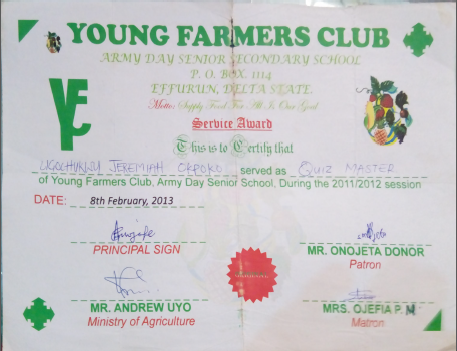 YOUNG FARMERS CLUB
ARMY DAY SENIOR SECONDARY SCHOOL
P. O. BOX. 1114
EFFURUN, DELTA STATE.
Motto: Supply Food For All Is Our Goal
YFC
Service Award
This is to Certify that
UGOCHUKWU JEREMIAH OKPOKO served as QUIZ MASTER
of Young Farmers Club, Army Day Senior School, During the 2011/2012 session
DATE: 8th February, 2013
PRINCIPAL SIGN
MR. ONOJETA DONOR
Patron
MR. ANDREW UYO
Ministry of Agriculture
MRS. OJEFIA P.M
Matron